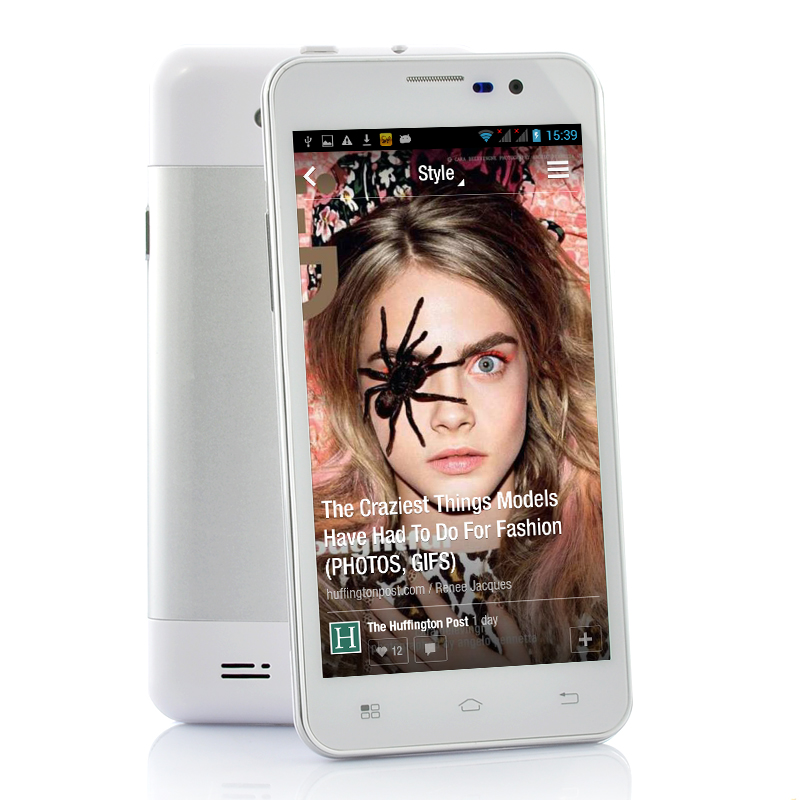 15:39
Style
The Craziest Things Models
Have Had To Do For Fashion
(PHOTOS, GIFS)
huffingtonpost.com / Renee Jacques
H
The Huffington Post 1 day
12